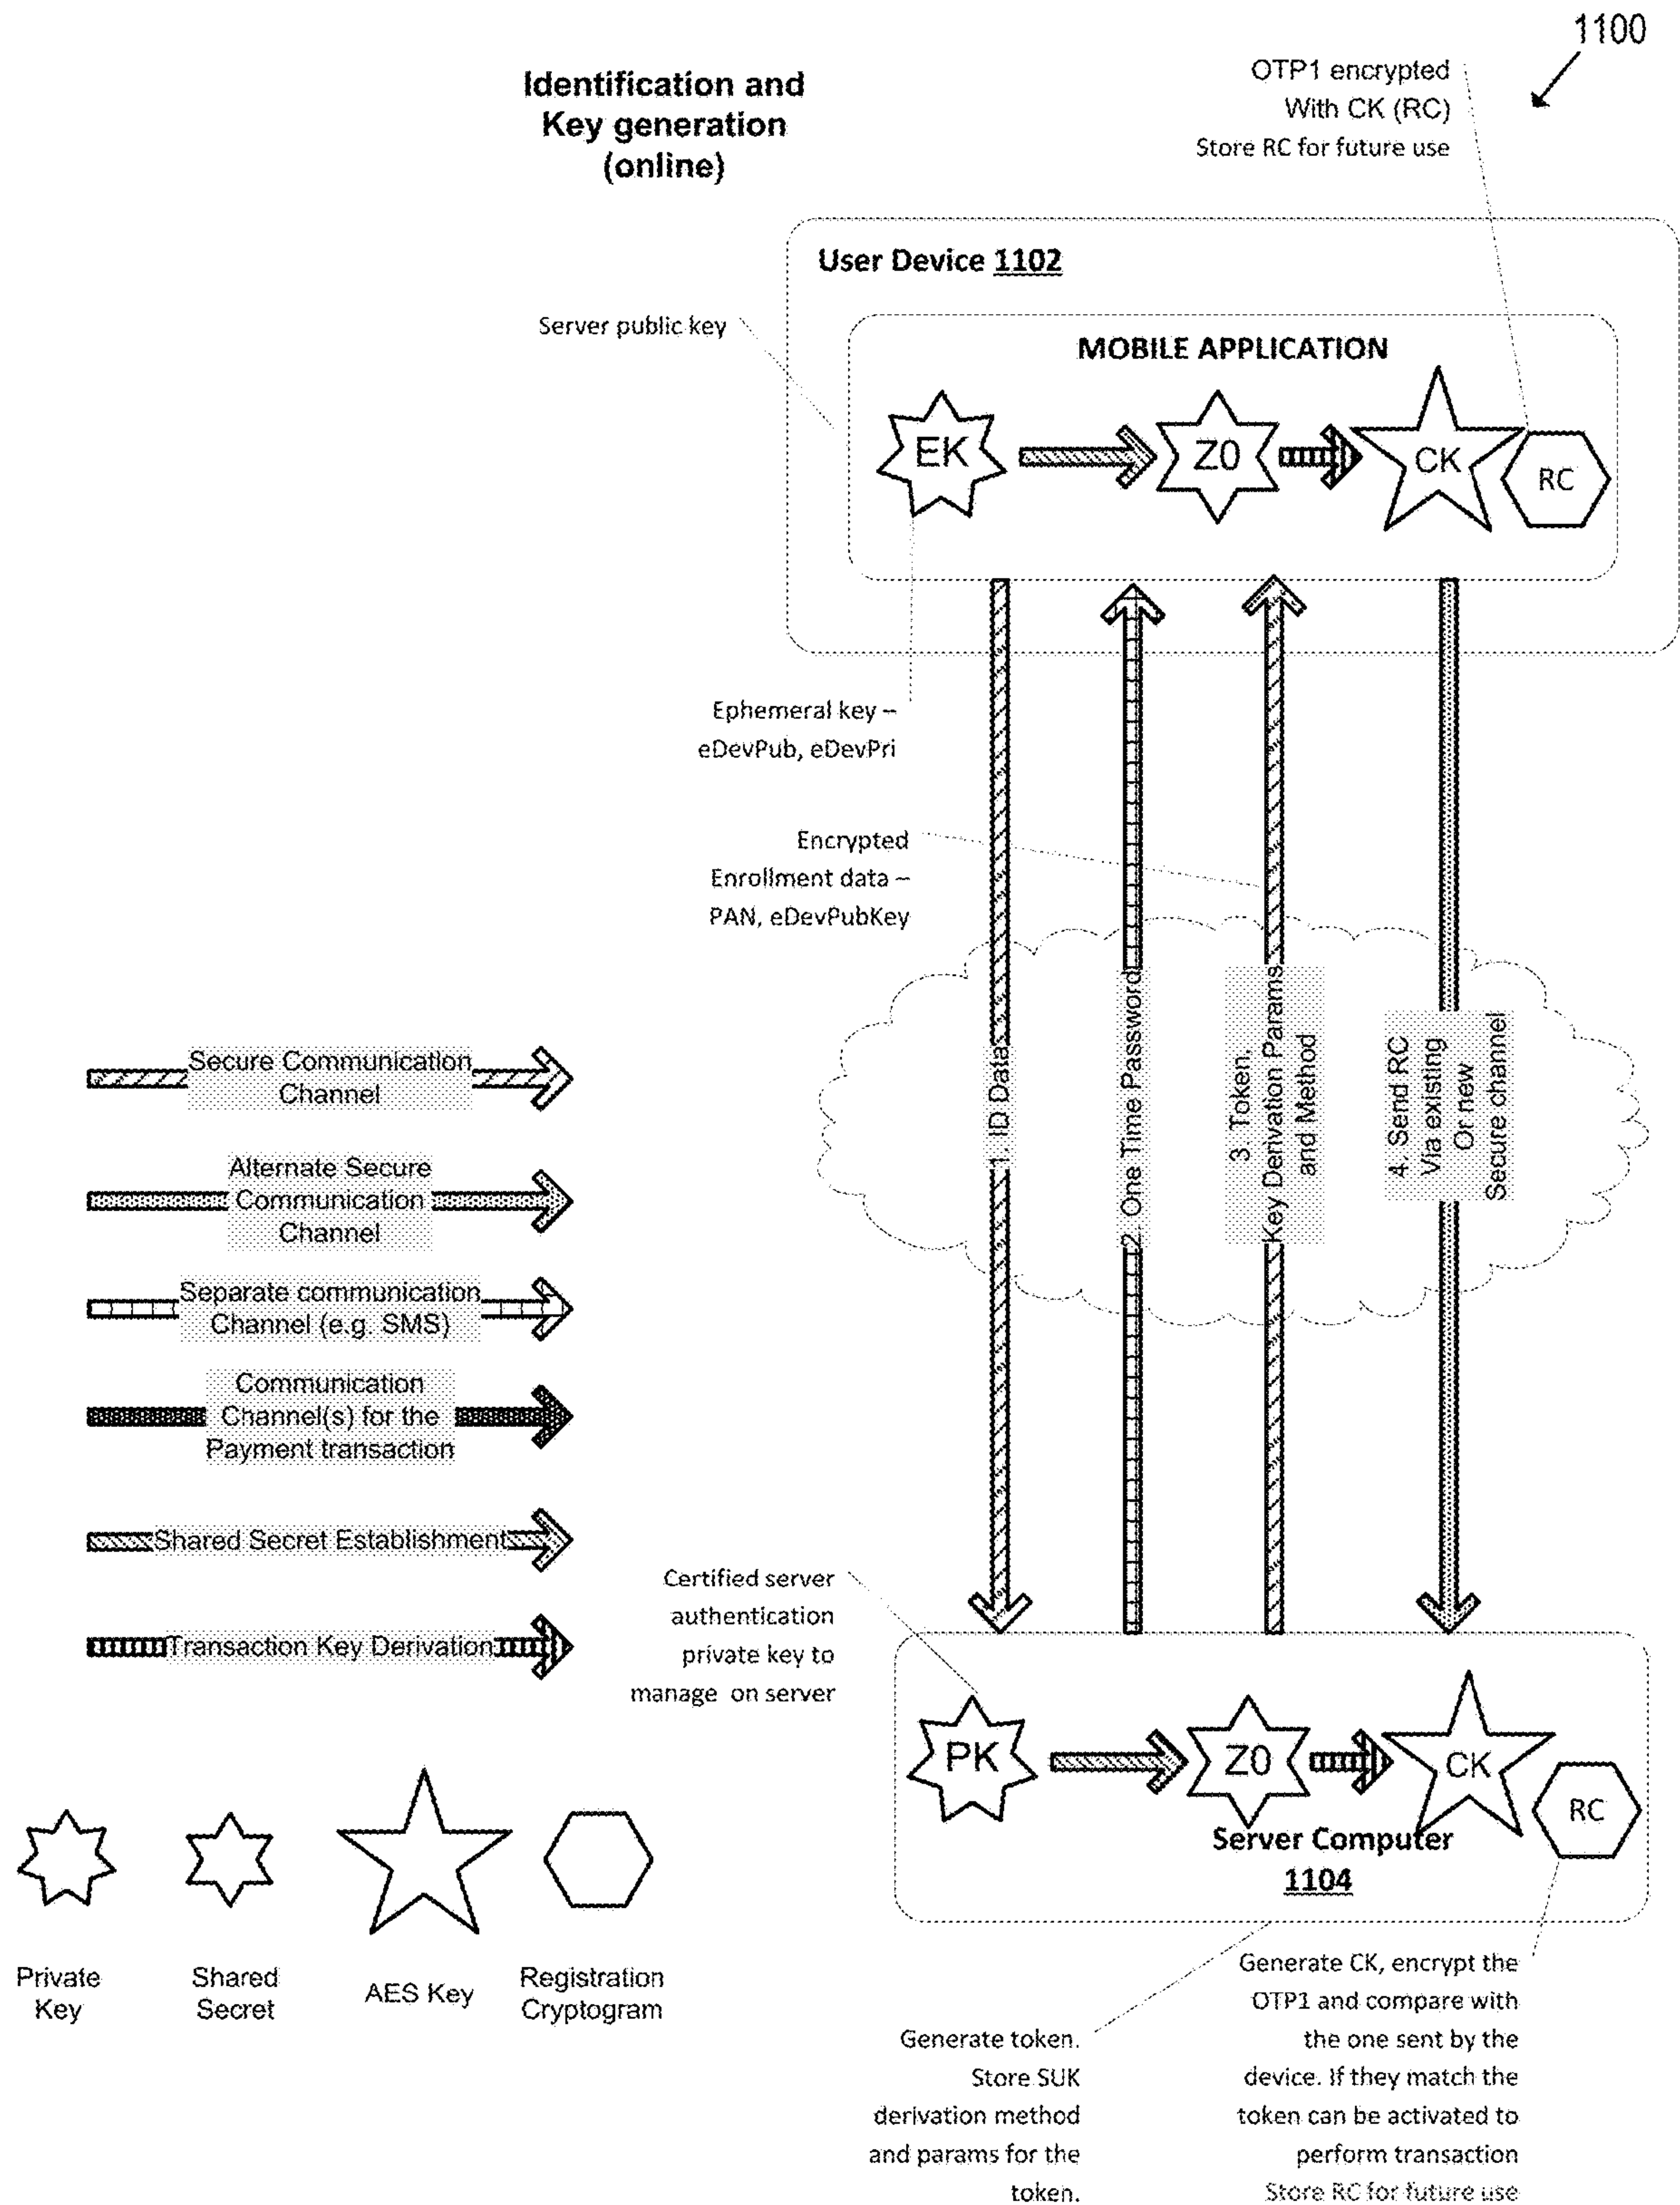 1100
Identification and
Key generation
(online)
OTP1 encrypted
With CK (RC)
Store RC for future use
User Device 1102
Server public key
MOBILE APPLICATION
EK
Z0
CK
RC
Ephemeral key –
eDevPub, eDevPri
Encrypted
Enrollment data –
PAN, eDevPubKey
1. ID Data
2. One Time Password
3. Token,
Key Derivation Params
and Method
4. Send RC
Via existing
Or new
Secure channel
Secure Communication
Channel
Alternate Secure
Communication
Channel
Separate communication
Channel (e.g. SMS)
Communication
Channel(s) for the
Payment transaction
Shared Secret Establishment
Transaction Key Derivation
Certified server
authentication
private key to
manage on server
PK
Z0
CK
RC
Server Computer
1104
Private
Key
Shared
Secret
AES Key
Registration
Cryptogram
Generate token.
Store SUK
derivation method
and params for the
token.
Generate CK, encrypt the
OTP1 and compare with
the one sent by the
device. If they match the
token can be activated to
perform transaction
Store RC for future use